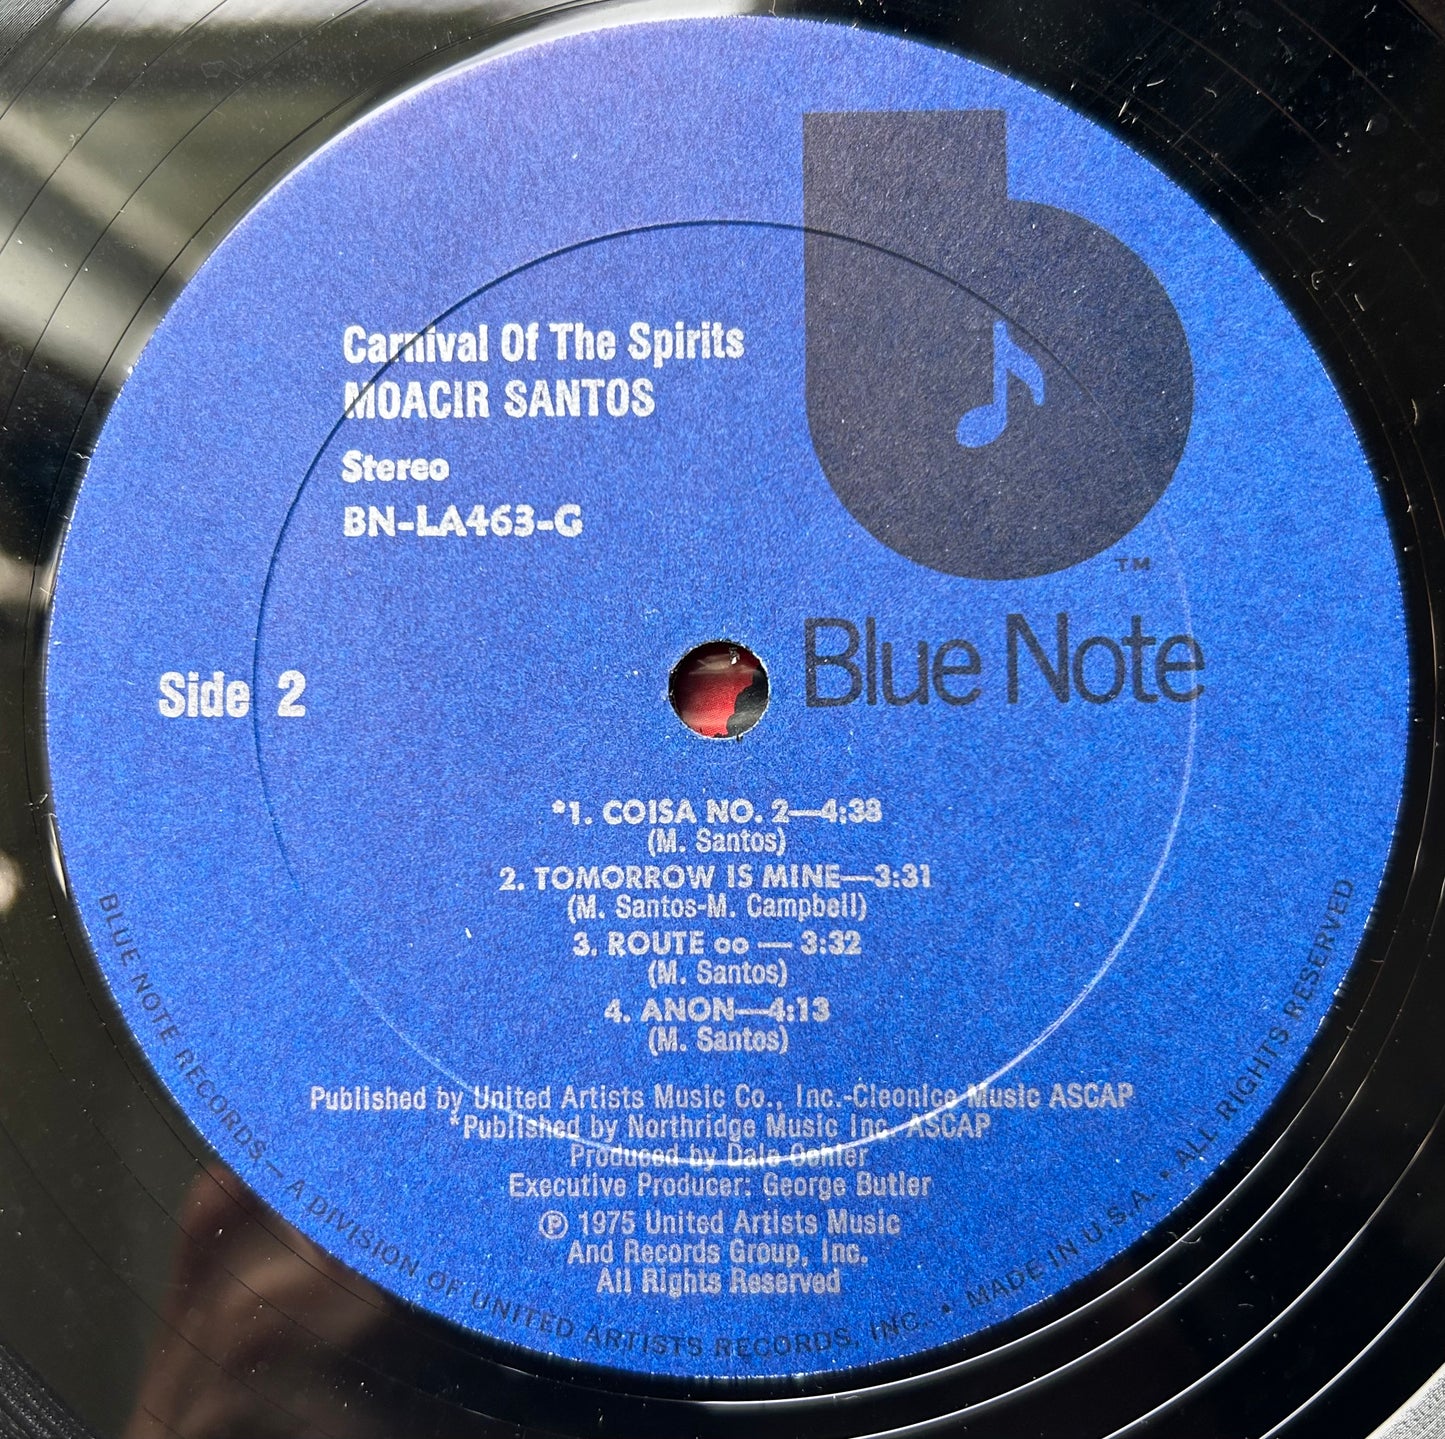 Carnival Of The Spirits
MOACIR SANTOS
Stereo
BN-LA463-G
TM
Blue Note
Side 2
*1. COISA NO. 2—4:38
(M. Santos)
2. TOMORROW IS MINE—3:31
(M. Santos-M. Campbell)
3. ROUTE oo — 3:32
(M. Santos)
4. ANON—4:13
(M. Santos)
Published by United Artists Music Co., Inc.-Cleonice Music ASCAP
*Published by Northridge Music Inc. ASCAP
Produced by Dale Oehler
Executive Producer: George Butler
℗ 1975 United Artists Music
And Records Group, Inc.
All Rights Reserved
BLUE NOTE RECORDS — A DIVISION OF UNITED ARTISTS RECORDS, INC. • MADE IN U.S.A. • ALL RIGHTS RESERVED